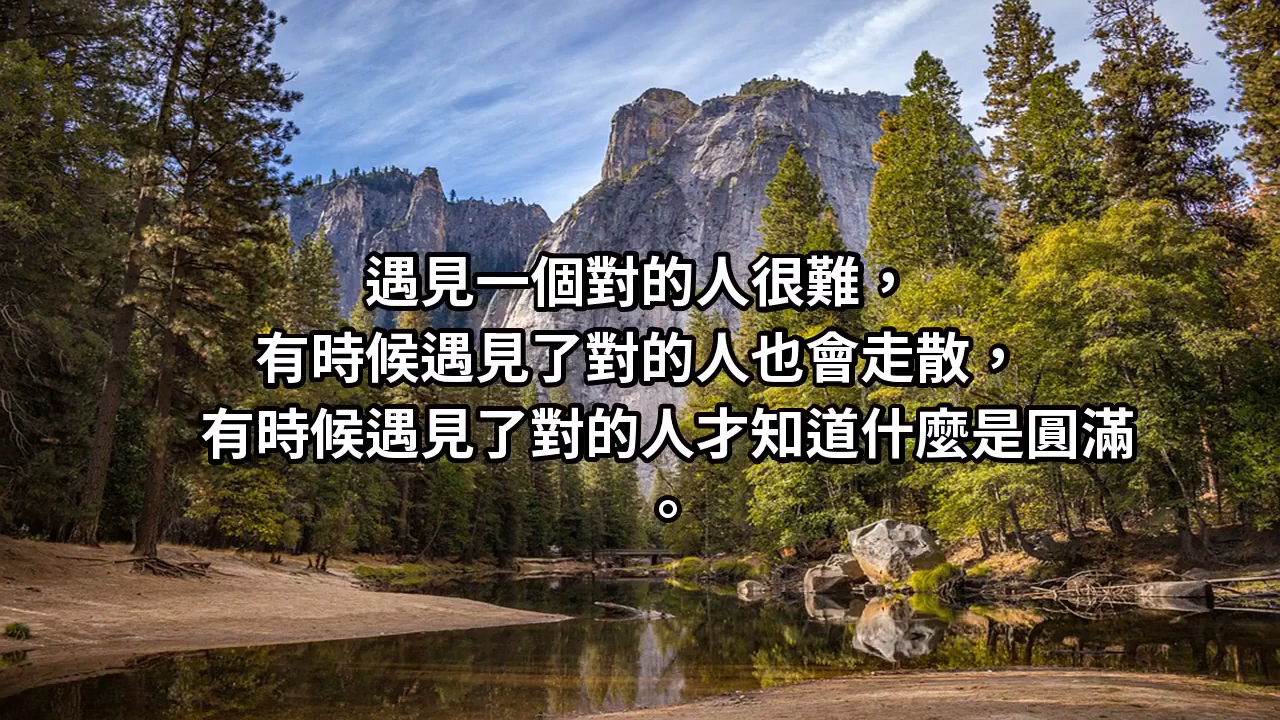 遇見一個對的人很難，
有時候遇見了對的人也會走散，
有時候遇見了對的人才知道什麼是圓滿
。